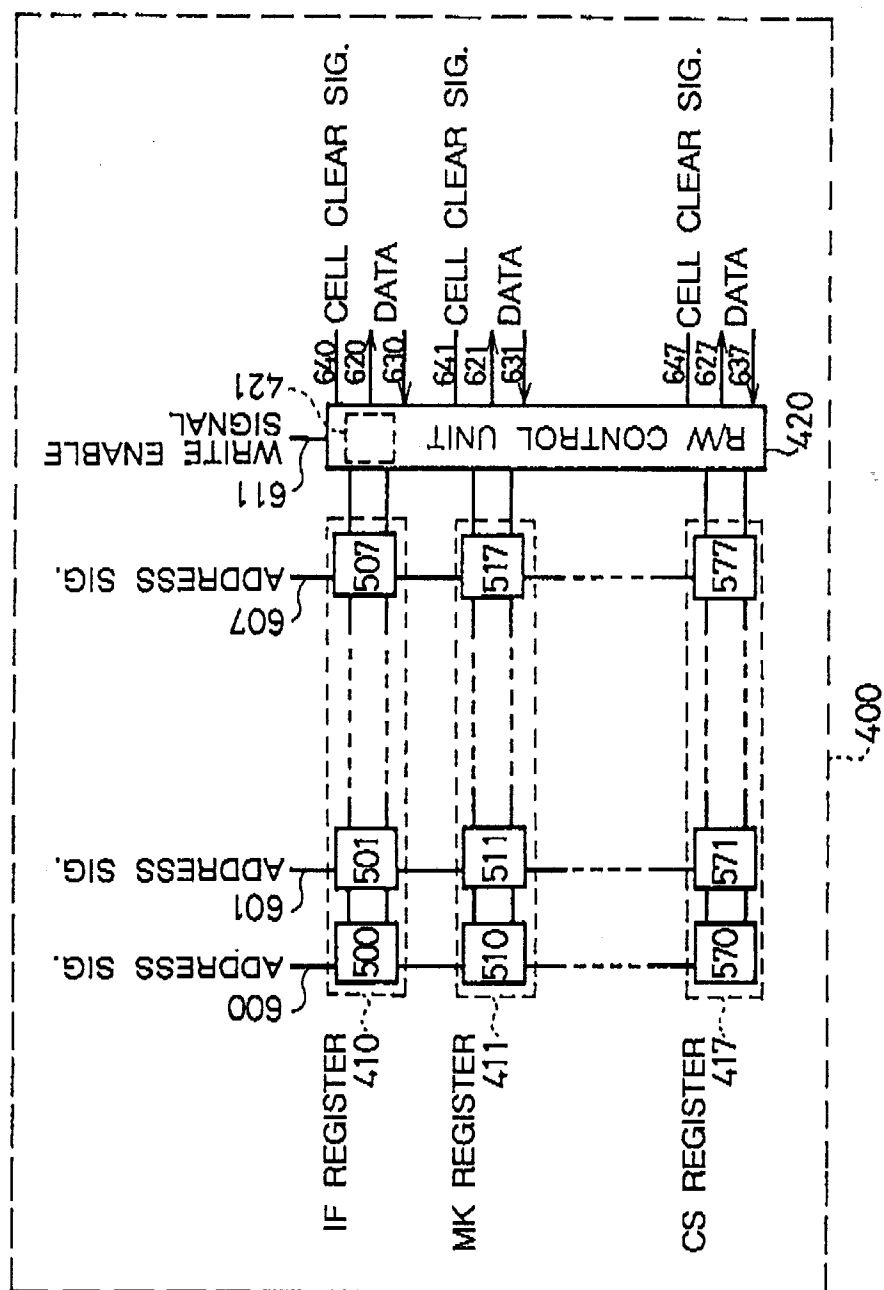 CELL CLEAR SIG.
DATA
CELL CLEAR SIG.
DATA
CELL CLEAR SIG.
DATA
640
620
630
641
621
631
647
627
637
421
WRITE ENABLE
SIGNAL
611
R/W CONTROL UNIT
420
ADDRESS SIG.
607
507
517
577
ADDRESS SIG.
601
501
511
571
ADDRESS SIG.
600
500
510
570
IF REGISTER
410
MK REGISTER
411
CS REGISTER
417
400